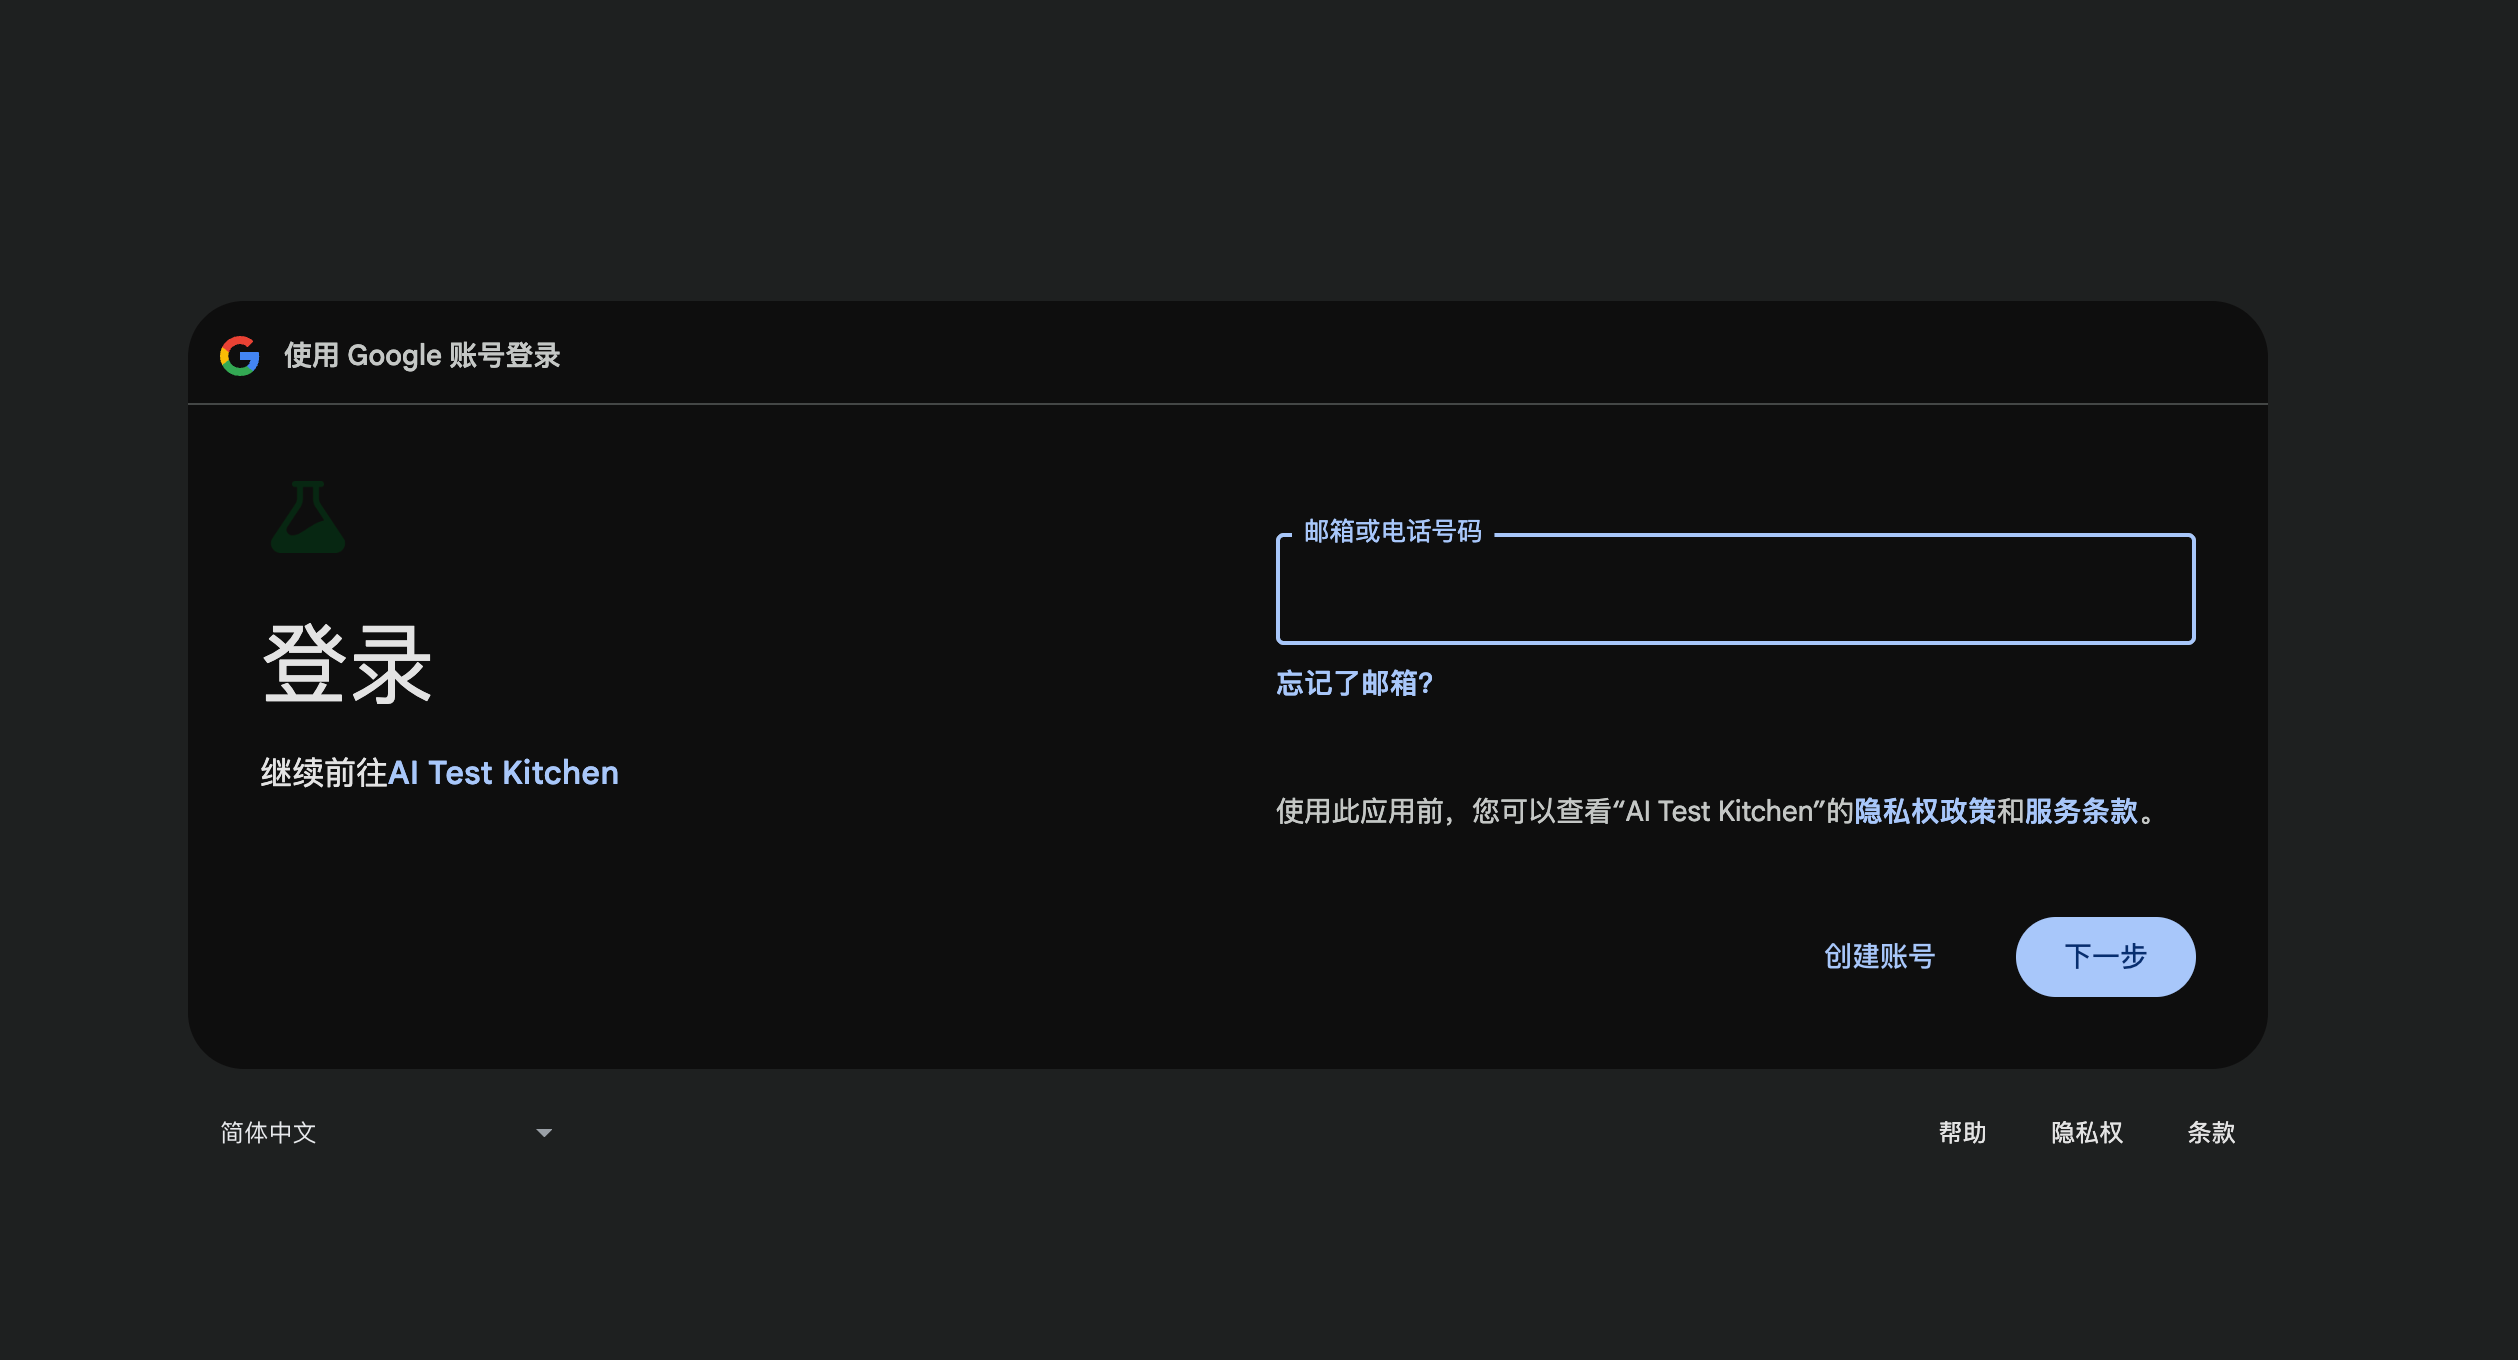 使用 Google 账号登录
登录
继续前往AI Test Kitchen
邮箱或电话号码
忘记了邮箱?
使用此应用前，您可以查看“AI Test Kitchen”的隐私权政策和服务条款。
创建账号
下一步
简体中文
帮助
隐私权
条款